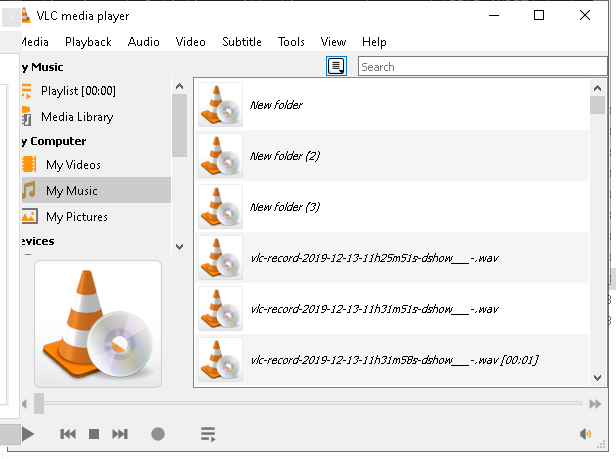 VLC media player
Media Playback Audio Video Subtitle Tools View Help
y Music
Search
Playlist [00:00]
Media Library
y Computer
My Videos
My Music
My Pictures
evices
New folder
New folder (2)
New folder (3)
vlc-record-2019-12-13-11h25m51s-dshow___-.wav
vlc-record-2019-12-13-11h31m51s-dshow___-.wav
vlc-record-2019-12-13-11h31m58s-dshow___-.wav [00:01]